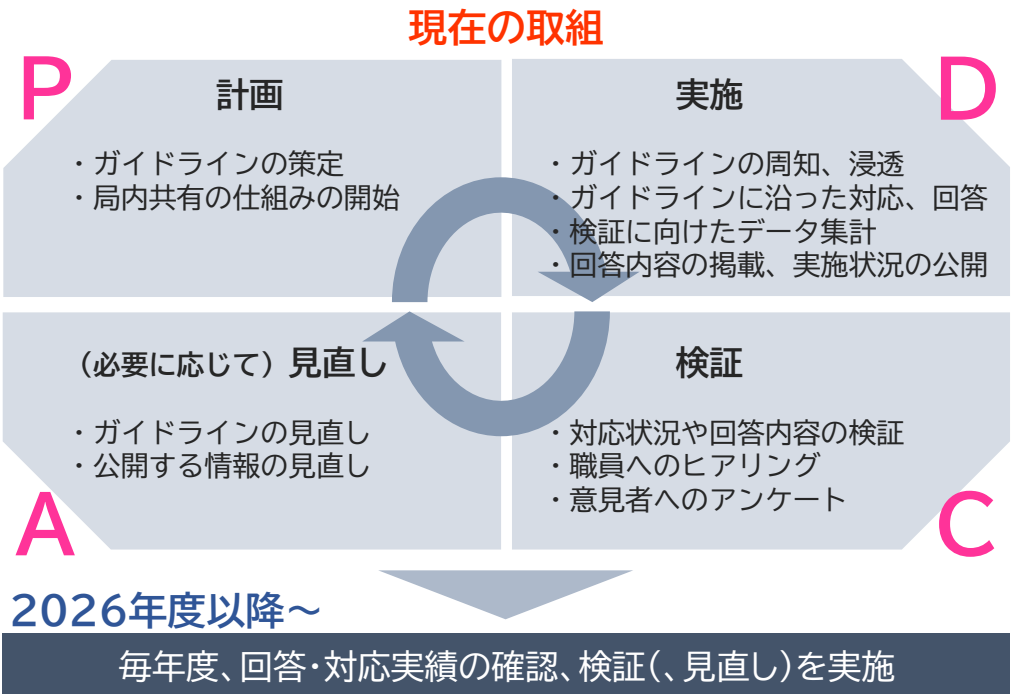 現在の取組
P
計画
・ガイドラインの策定
・局内共有の仕組みの開始
D
実施
・ガイドラインの周知、浸透
・ガイドラインに沿った対応、回答
・検証に向けたデータ集計
・回答内容の掲載、実施状況の公開
（必要に応じて）見直し
・ガイドラインの見直し
・公開する情報の見直し
A
検証
・対応状況や回答内容の検証
・職員へのヒアリング
・意見者へのアンケート
C
2026年度以降～
毎年度、回答・対応実績の確認、検証(、見直し)を実施